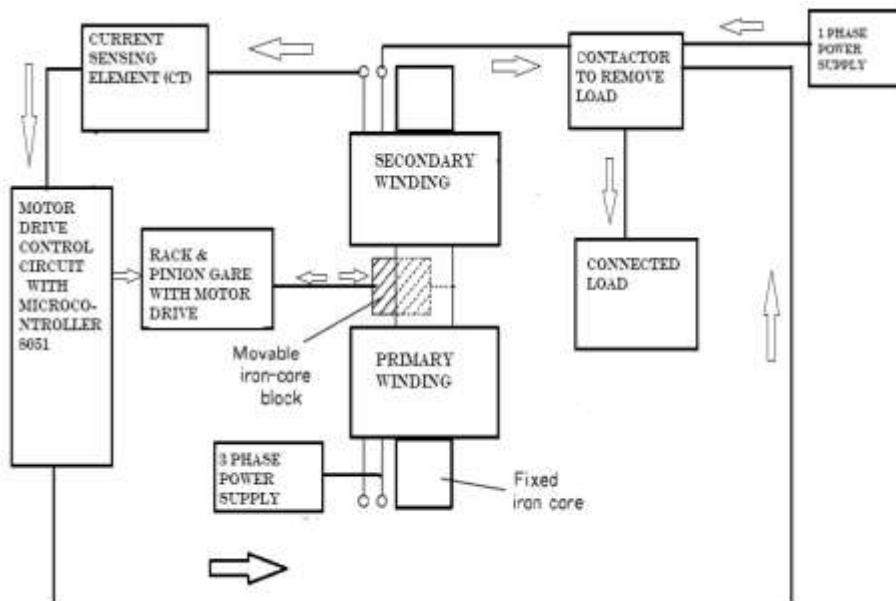 CURRENT
SENSING
ELEMENT (CT)
CONTACTOR
TO REMOVE
LOAD
1 PHASE
POWER
SUPPLY
SECONDARY
WINDING
MOTOR
DRIVE
CONTROL
CIRCUIT
WITH
MICROCO-
NTROLLER
8051
RACK &
PINION GARE
WITH MOTOR
DRIVE
CONNECTED
LOAD
Movable
iron-core
block
PRIMARY
WINDING
3 PHASE
POWER
SUPPLY
Fixed
iron core